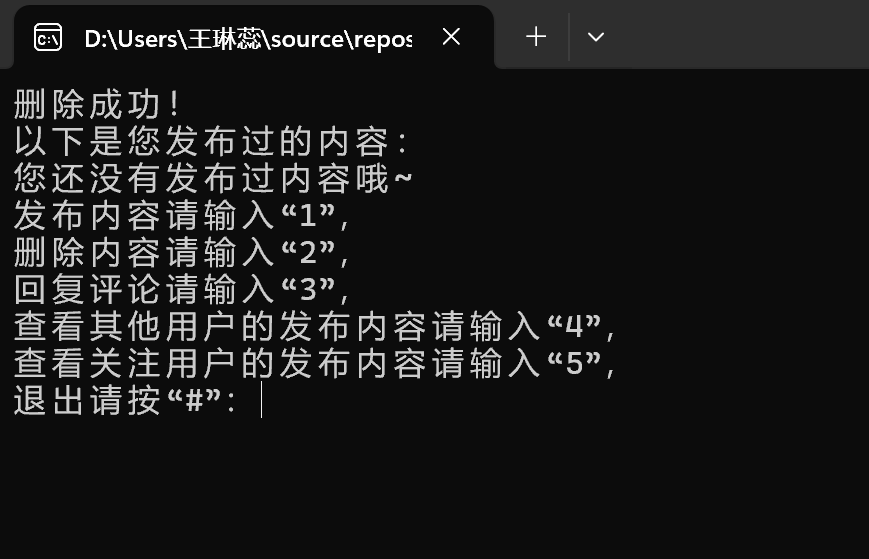 D:\Users\王琳蕊\source\repos
删除成功！
以下是您发布过的内容：
您还没有发布过内容哦~
发布内容请输入“1”，
删除内容请输入“2”，
回复评论请输入“3”，
查看其他用户的发布内容请输入“4”，
查看关注用户的发布内容请输入“5”，
退出请按“#”：